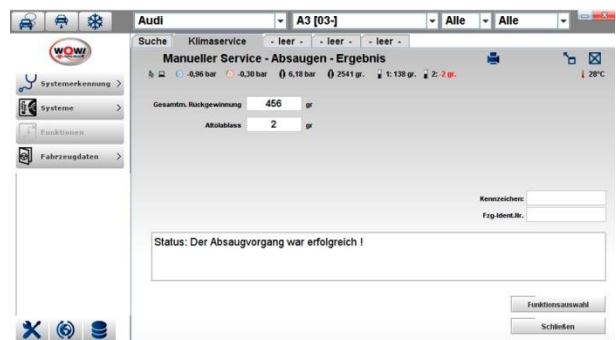 Audi A3 [03-] Alle Alle
Suche Klimaservice - leer - - leer - - leer -
WOW!
Manueller Service - Absaugen - Ergebnis
-0,96 bar -0,30 bar 6,18 bar 2541 gr. 1: 138 gr. 2: -2 gr. 28°C
Systemerkennung >
Systeme >
Funktionen
Fahrzeugdaten >
Gesamtm. Rückgewinnung 456 gr
Altölablass 2 gr
Kennzeichen:
Fzg-Ident.Nr.
Status: Der Absaugvorgang war erfolgreich !
Funktionsauswahl
Schließen